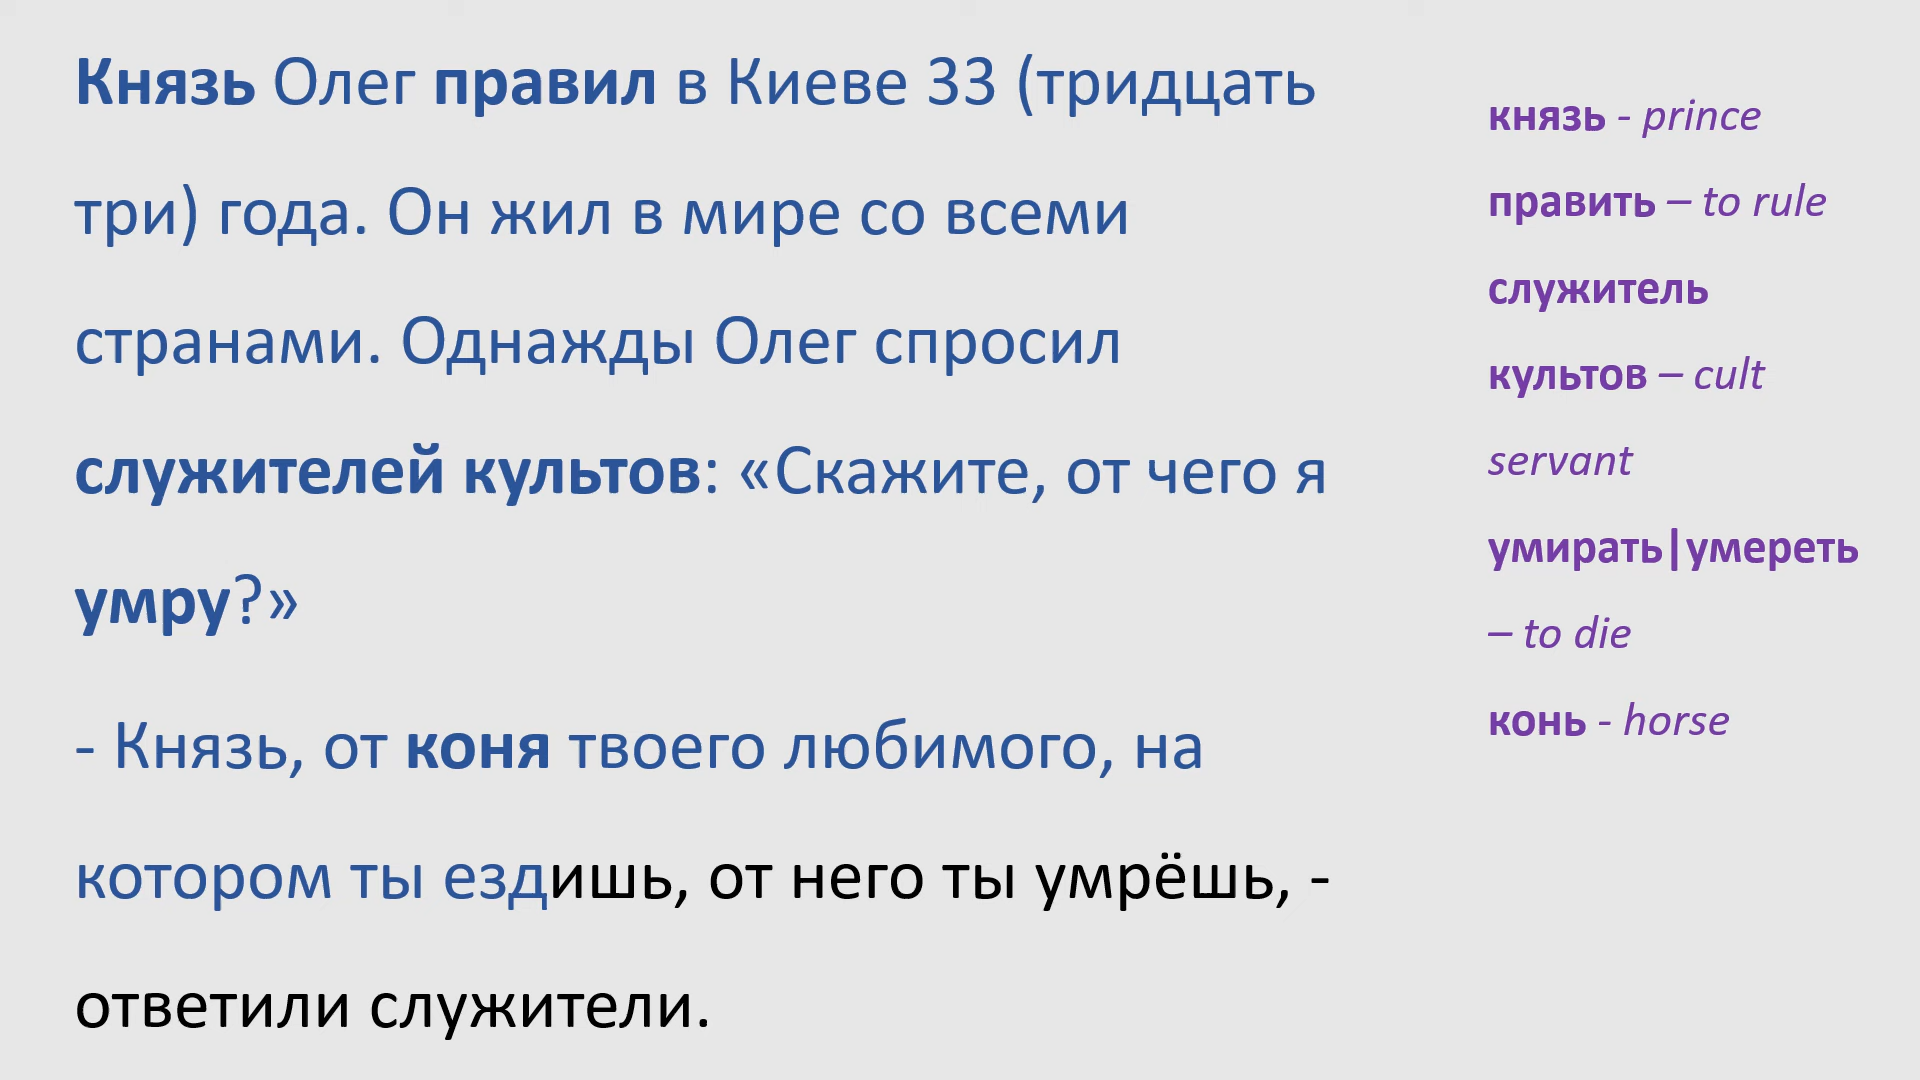 Князь Олег правил в Киеве 33 (тридцать
три) года. Он жил в мире со всеми
странами. Однажды Олег спросил
служителей культов: «Скажите, от чего я
умру?»
- Князь, от коня твоего любимого, на
котором ты ездишь, от него ты умрёшь, -
ответили служители.
князь - prince
править – to rule
служитель
культов – cult
servant
умирать|умереть
– to die
конь - horse